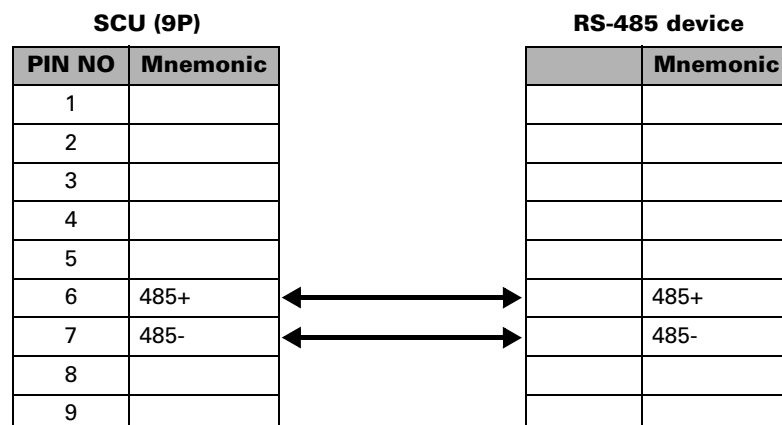 SCU (9P) RS-485 device
PIN NO Mnemonic Mnemonic
1
2
3
4
5
6 485+ 485+
7 485- 485-
8
9